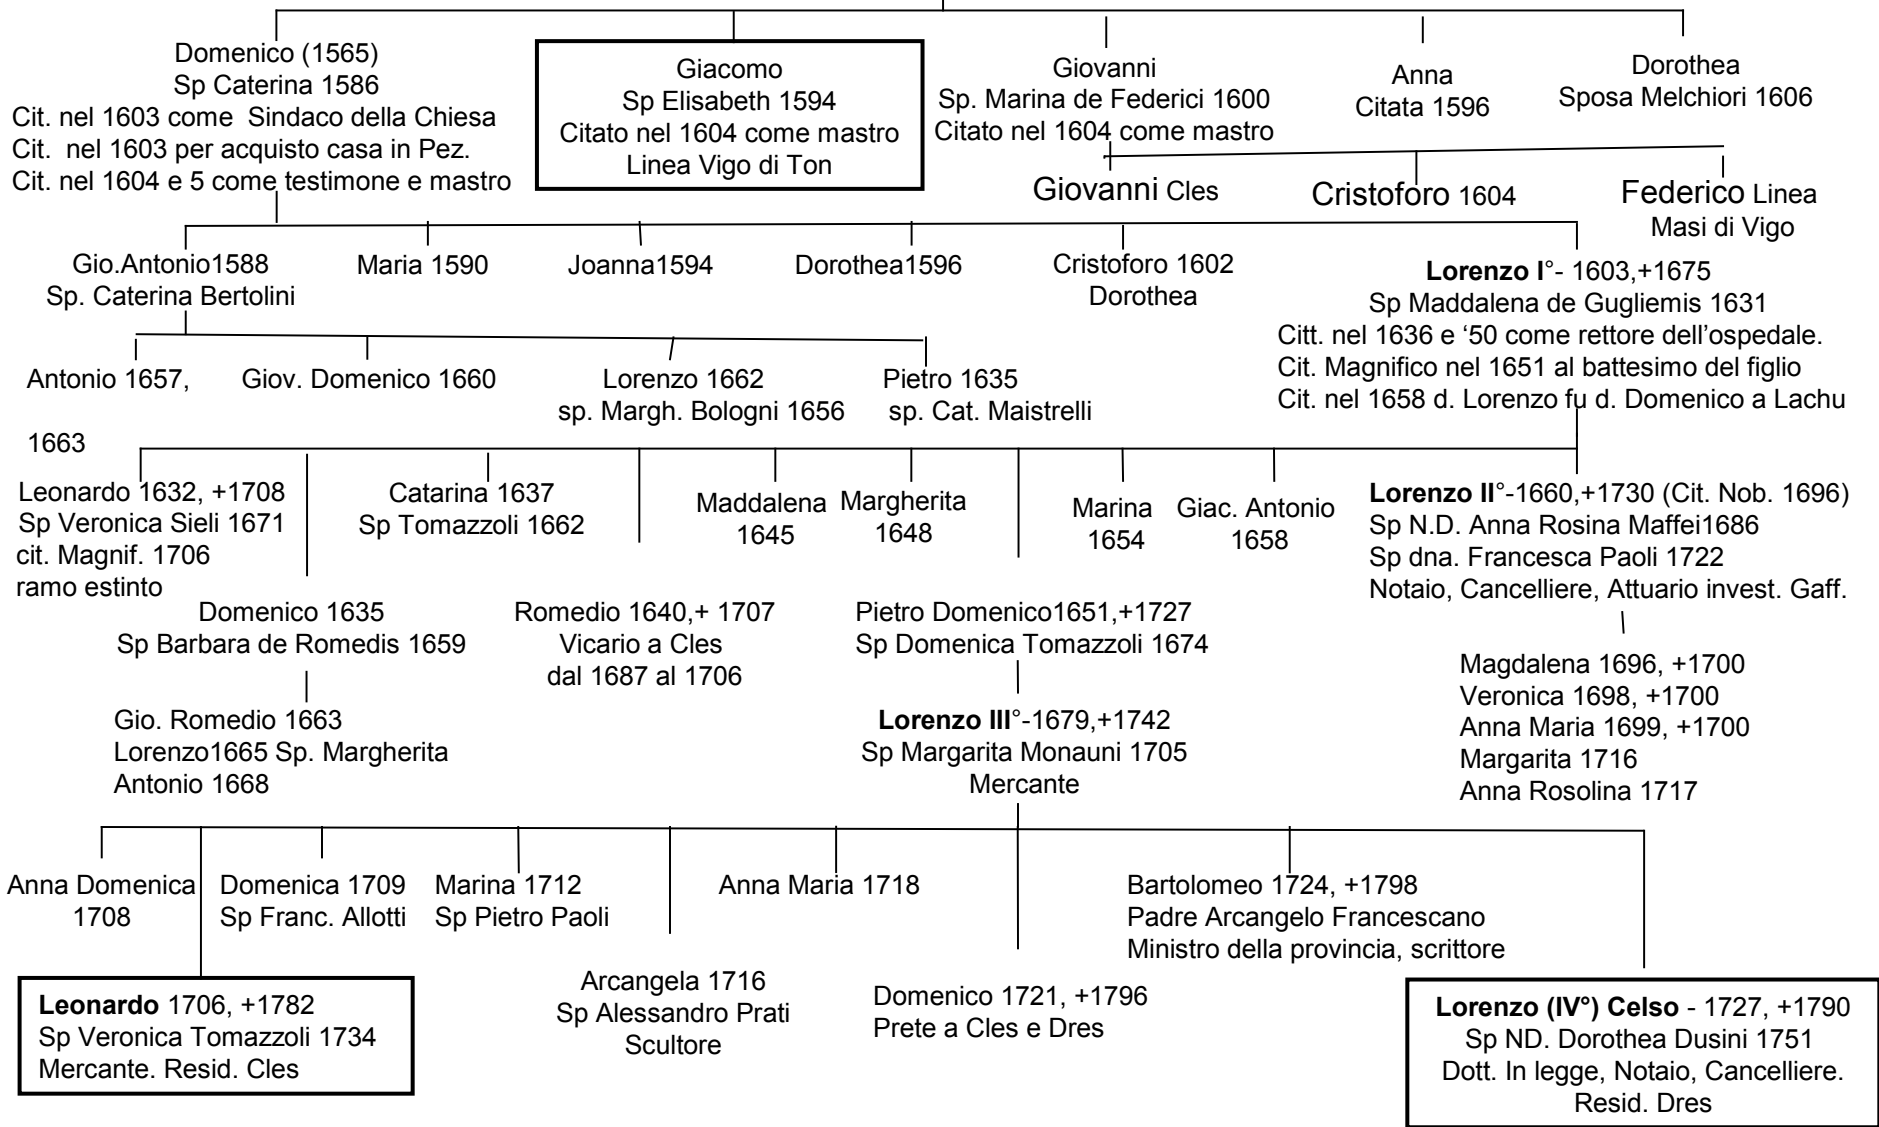 Domenico (1565)
Sp Caterina 1586
Cit. nel 1603 come Sindaco della Chiesa
Cit. nel 1603 per acquisto casa in Pez.
Cit. nel 1604 e 5 come testimone e mastro
Giacomo
Sp Elisabeth 1594
Citato nel 1604 come mastro
Linea Vigo di Ton
Giovanni
Sp. Marina de Federici 1600
Citato nel 1604 come mastro
Anna
Citata 1596
Dorothea
Sposa Melchiori 1606
Giovanni Cles
Cristoforo 1604
Federico Linea
Masi di Vigo
Gio.Antonio1588
Sp. Caterina Bertolini
Maria 1590
Joanna1594
Dorothea1596
Cristoforo 1602
Dorothea
Lorenzo I°- 1603,+1675
Sp Maddalena de Gugliemis 1631
Citt. nel 1636 e ‘50 come rettore dell’ospedale.
Cit. Magnifico nel 1651 al battesimo del figlio
Cit. nel 1658 d. Lorenzo fu d. Domenico a Lachu
Antonio 1657,
1663
Giov. Domenico 1660
Lorenzo 1662
sp. Margh. Bologni 1656
Pietro 1635
sp. Cat. Maistrelli
Leonardo 1632, +1708
Sp Veronica Sieli 1671
cit. Magnif. 1706
ramo estinto
Catarina 1637
Sp Tomazzoli 1662
Maddalena
1645
Margherita
1648
Marina
1654
Giac. Antonio
1658
Lorenzo II°-1660,+1730 (Cit. Nob. 1696)
Sp N.D. Anna Rosina Maffei1686
Sp dna. Francesca Paoli 1722
Notaio, Cancelliere, Attuario invest. Gaff.
Domenico 1635
Sp Barbara de Romedis 1659
Romedio 1640,+ 1707
Vicario a Cles
dal 1687 al 1706
Pietro Domenico1651,+1727
Sp Domenica Tomazzoli 1674
Magdalena 1696, +1700
Veronica 1698, +1700
Anna Maria 1699, +1700
Margarita 1716
Anna Rosolina 1717
Gio. Romedio 1663
Lorenzo1665 Sp. Margherita
Antonio 1668
Lorenzo III°-1679,+1742
Sp Margarita Monauni 1705
Mercante
Anna Domenica
1708
Domenica 1709
Sp Franc. Allotti
Marina 1712
Sp Pietro Paoli
Anna Maria 1718
Bartolomeo 1724, +1798
Padre Arcangelo Francescano
Ministro della provincia, scrittore
Leonardo 1706, +1782
Sp Veronica Tomazzoli 1734
Mercante. Resid. Cles
Arcangela 1716
Sp Alessandro Prati
Scultore
Domenico 1721, +1796
Prete a Cles e Dres
Lorenzo (IV°) Celso - 1727, +1790
Sp ND. Dorothea Dusini 1751
Dott. In legge, Notaio, Cancelliere.
Resid. Dres